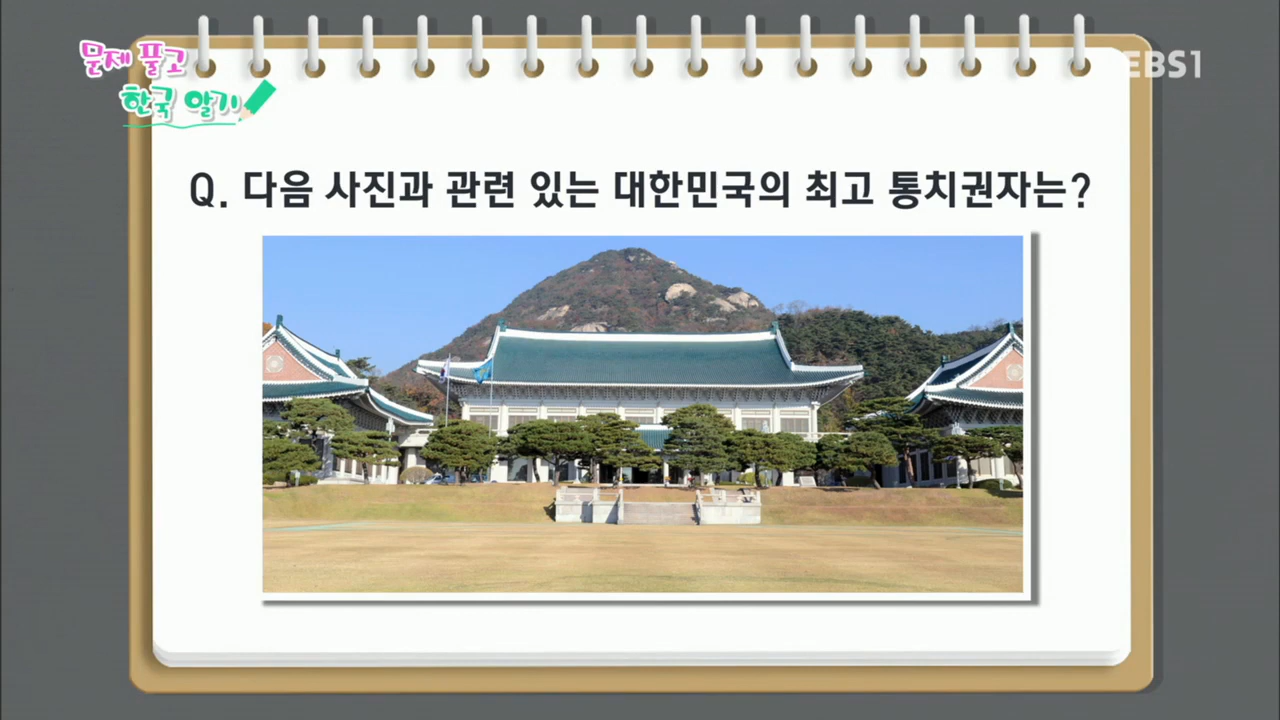 문제 풀고
한국 알기
EBS1
Q. 다음 사진과 관련 있는 대한민국의 최고 통치권자는?